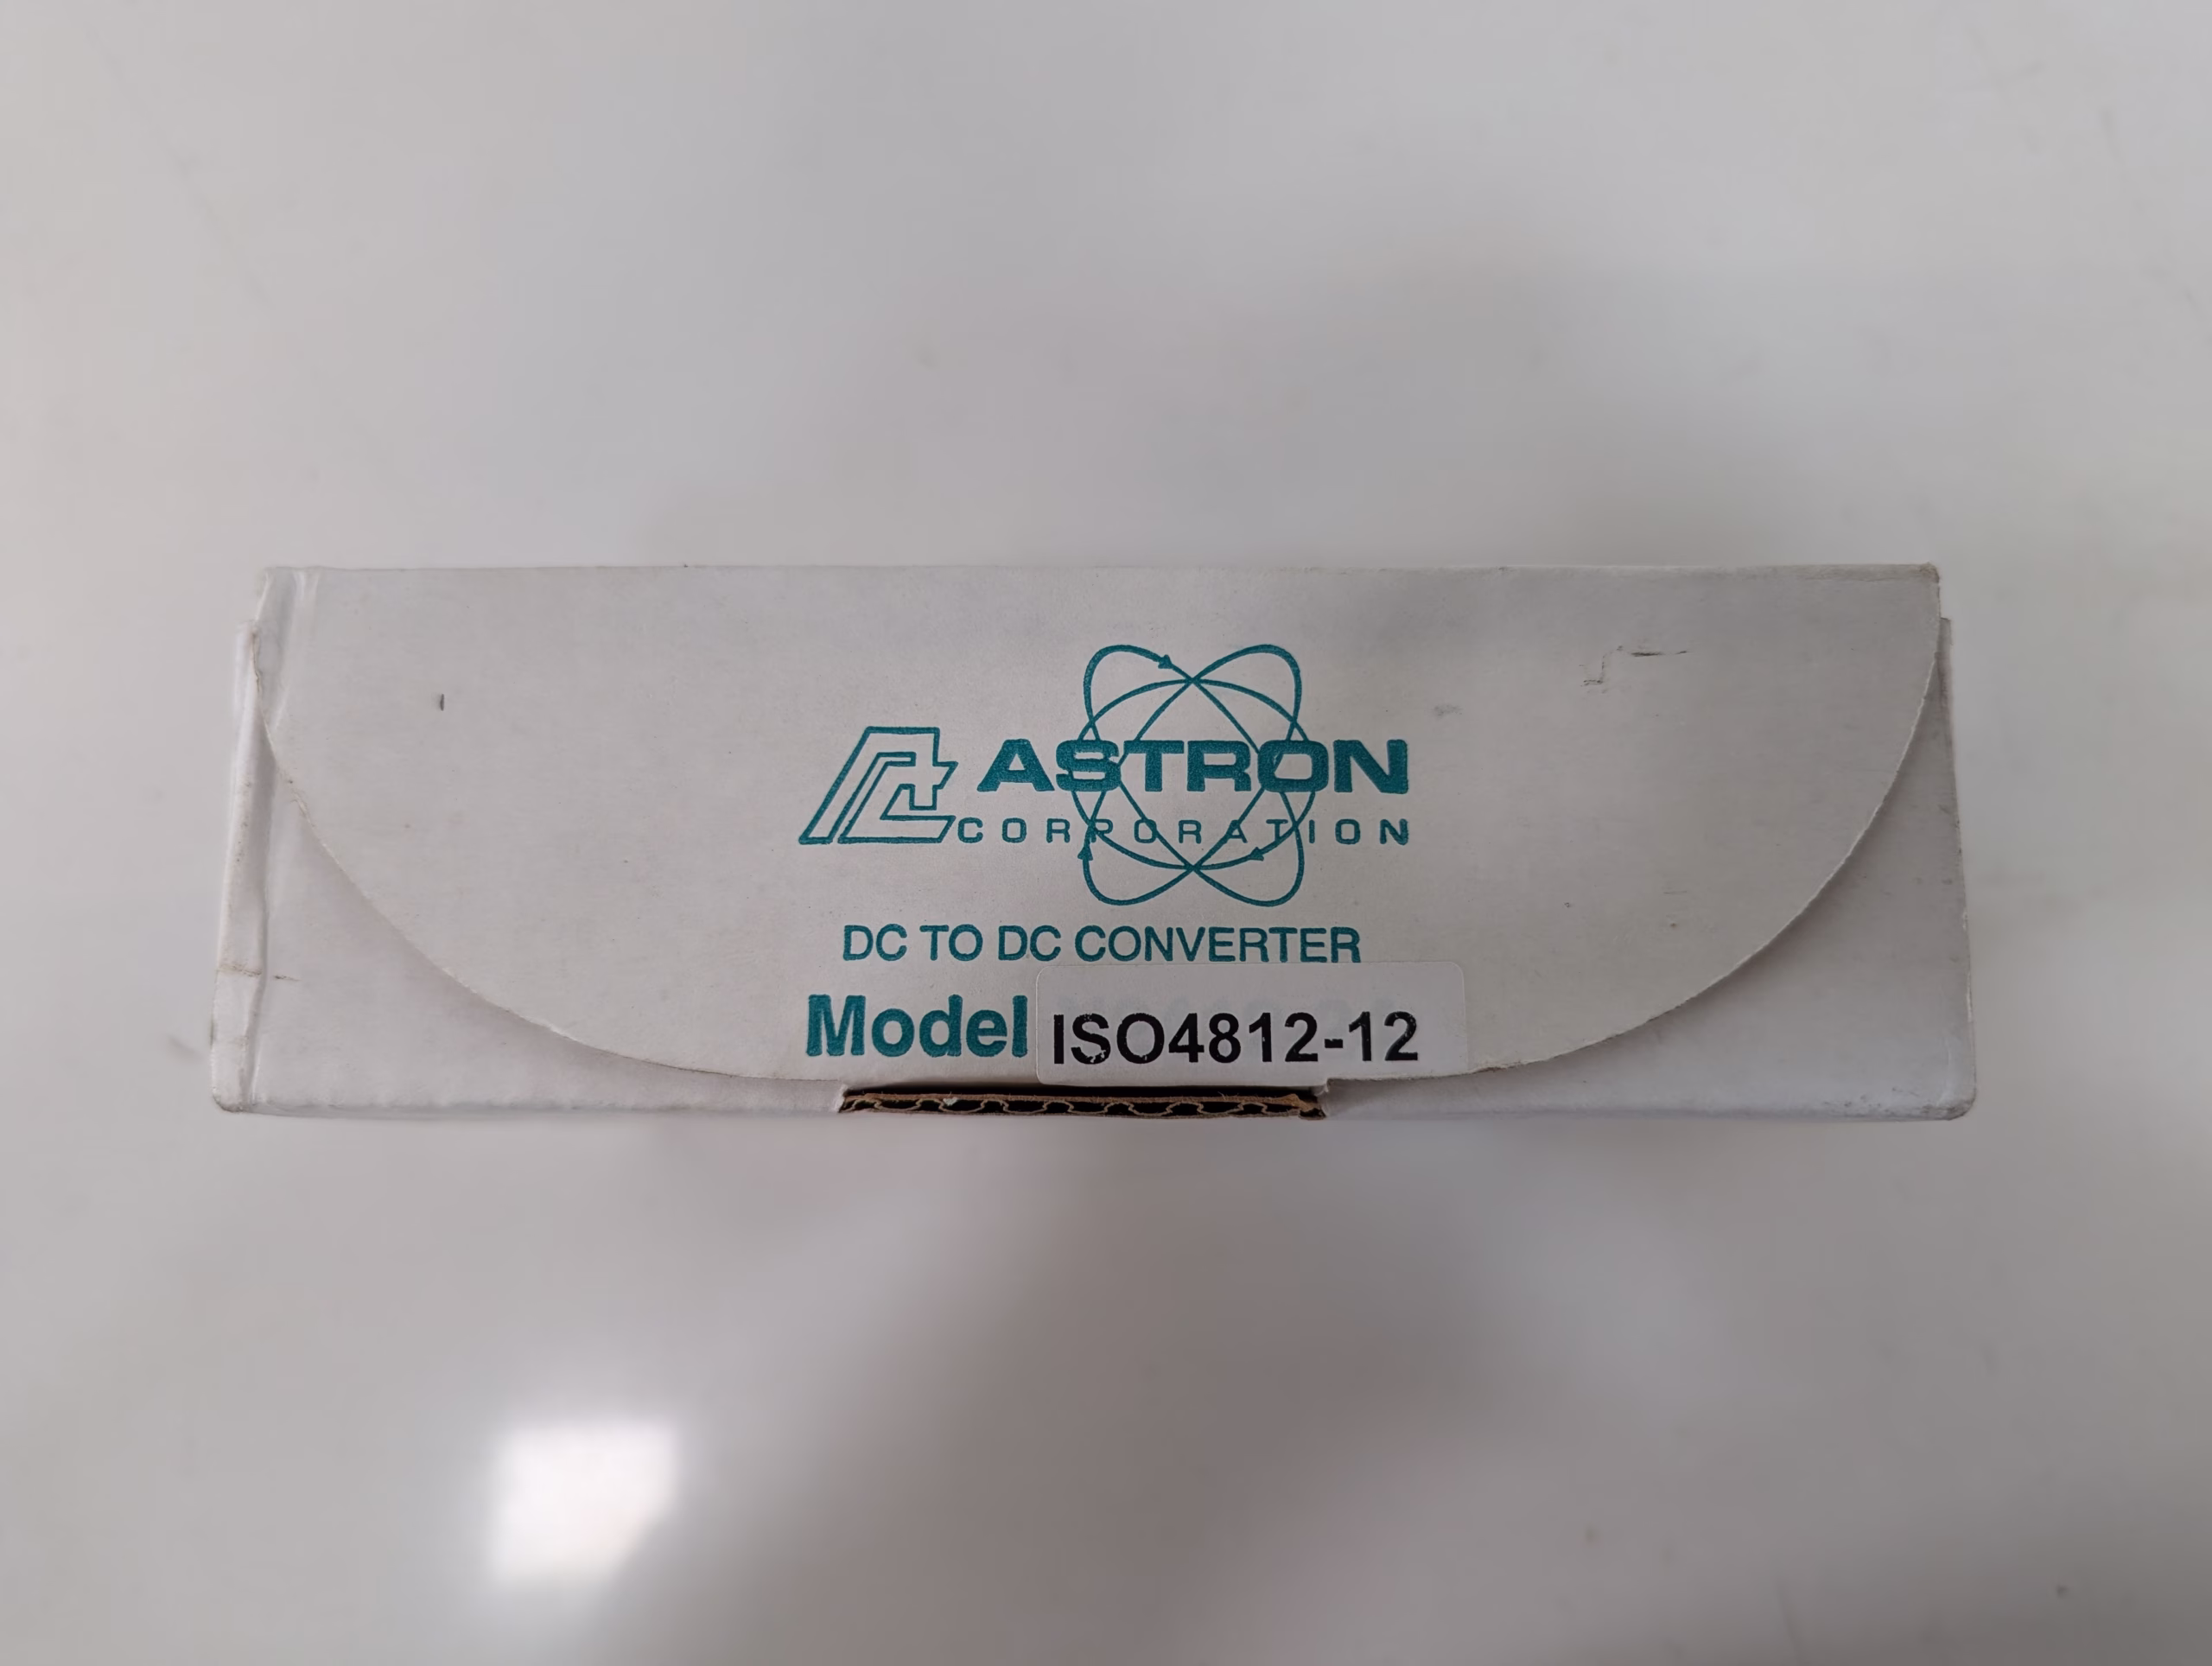 ASTRON
CORPORATION
DC TO DC CONVERTER
Model ISO4812-12